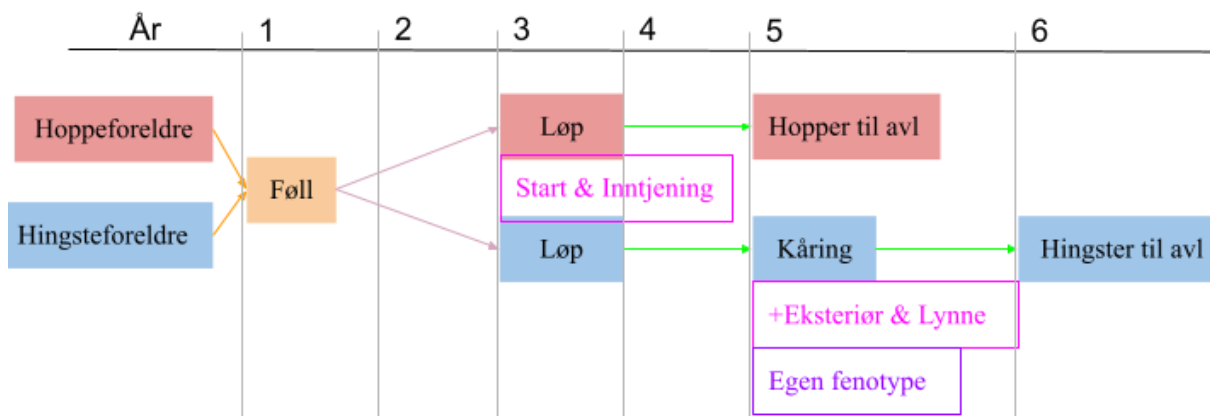 År 1 2 3 4 5 6
Hoppeforeldre Løp Hopper til avl
Føll Start & Inntjening
Hingsteforeldre Løp Kåring Hingster til avl
+Eksteriør & Lynne
Egen fenotype